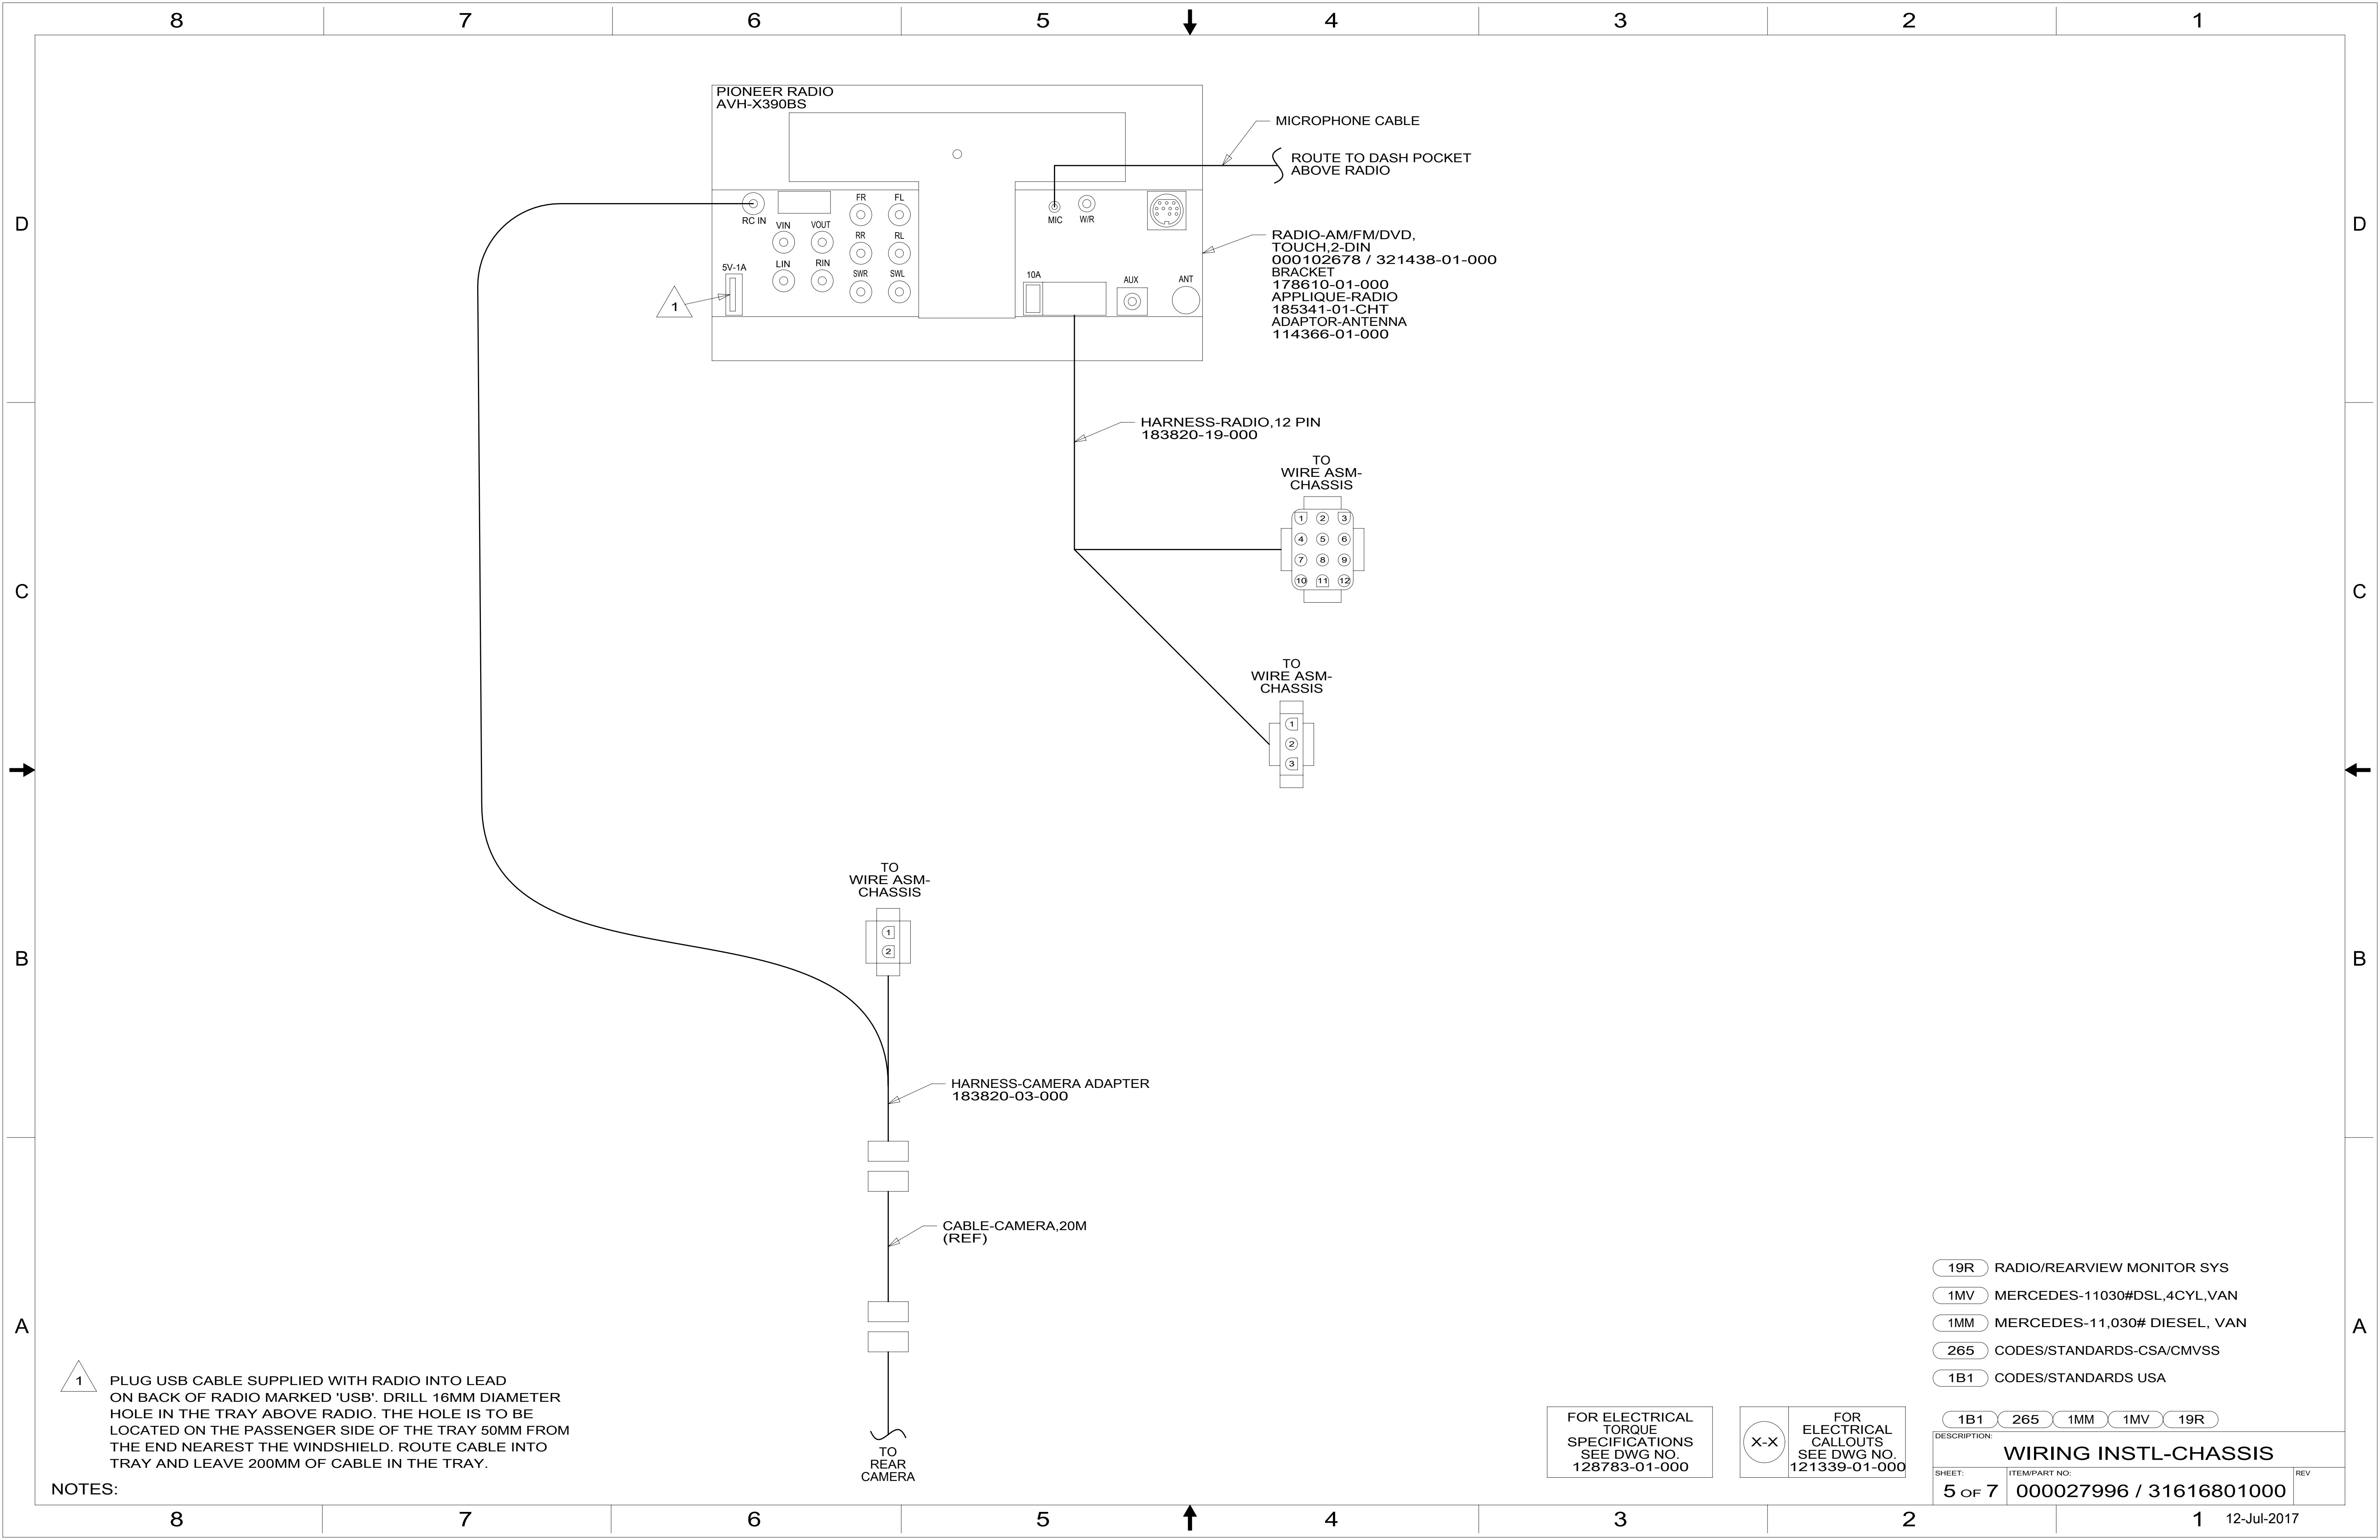 8 7 6 5 4 3 2 1
PIONEER RADIO
AVH-X390BS
MICROPHONE CABLE
ROUTE TO DASH POCKET
ABOVE RADIO
D
D
RC IN
VIN
VOUT
FR
FL
RR
RL
LIN
RIN
SWR
SWL
5V-1A
1
MIC
W/R
10A
AUX
ANT
RADIO-AM/FM/DVD,
TOUCH,2-DIN
000102678 / 321438-01-000
BRACKET
178610-01-000
APPLIQUE-RADIO
185341-01-CHT
ADAPTOR-ANTENNA
114366-01-000
HARNESS-RADIO,12 PIN
183820-19-000
TO
WIRE ASM-
CHASSIS
1 2 3
4 5 6
7 8 9
10 11 12
C
C
TO
WIRE ASM-
CHASSIS
1
2
3
TO
WIRE ASM-
CHASSIS
1
2
B
B
HARNESS-CAMERA ADAPTER
183820-03-000
CABLE-CAMERA,20M
(REF)
A
A
TO
REAR
CAMERA
1 PLUG USB CABLE SUPPLIED WITH RADIO INTO LEAD
ON BACK OF RADIO MARKED 'USB'. DRILL 16MM DIAMETER
HOLE IN THE TRAY ABOVE RADIO. THE HOLE IS TO BE
LOCATED ON THE PASSENGER SIDE OF THE TRAY 50MM FROM
THE END NEAREST THE WINDSHIELD. ROUTE CABLE INTO
TRAY AND LEAVE 200MM OF CABLE IN THE TRAY.
NOTES:
FOR ELECTRICAL
TORQUE
SPECIFICATIONS
SEE DWG NO.
128783-01-000
X-X
FOR
ELECTRICAL
CALLOUTS
SEE DWG NO.
121339-01-000
19R RADIO/REARVIEW MONITOR SYS
1MV MERCEDES-11030#DSL,4CYL,VAN
1MM MERCEDES-11,030# DIESEL, VAN
265 CODES/STANDARDS-CSA/CMVSS
1B1 CODES/STANDARDS USA
1B1 265 1MM 1MV 19R
DESCRIPTION:
WIRING INSTL-CHASSIS
SHEET:
5 OF 7
ITEM/PART NO:
000027996 / 31616801000
REV
8 7 6 5 4 3 2 1
12-Jul-2017